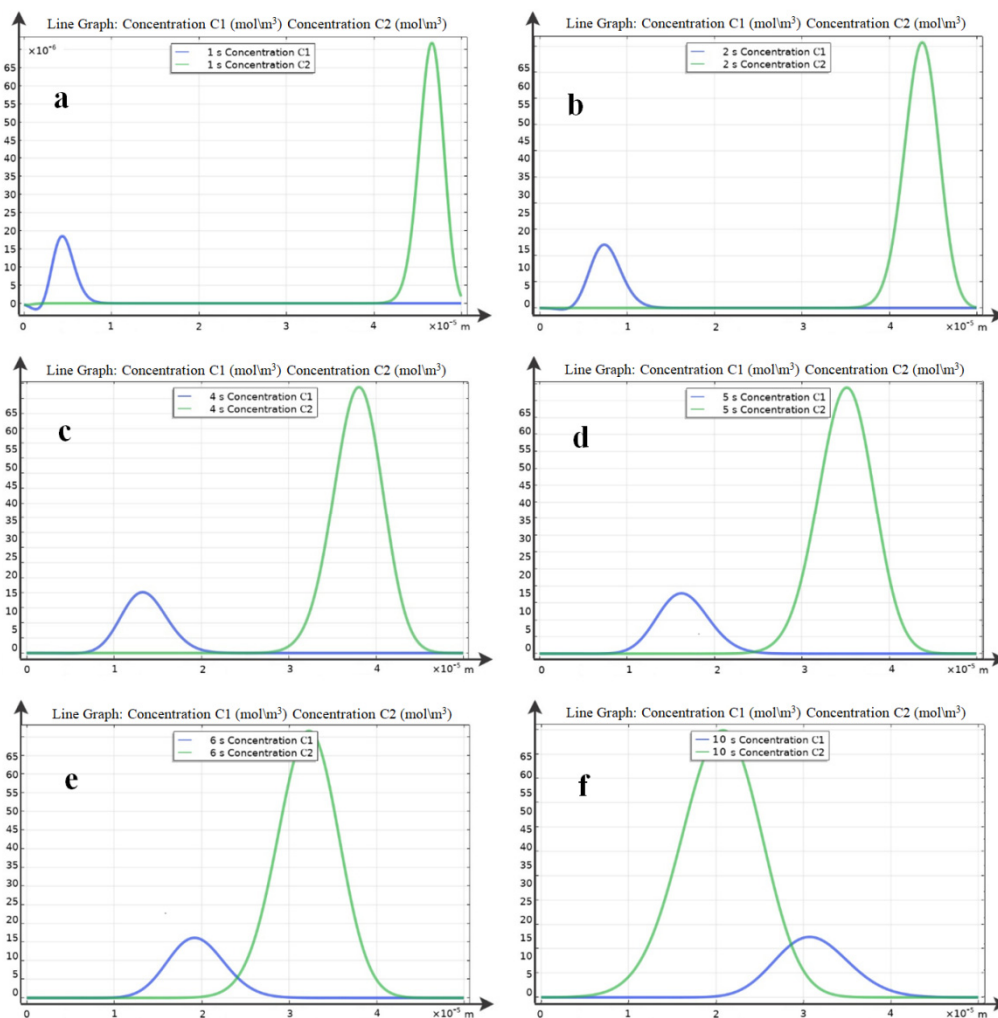 Line Graph: Concentration C1 (mol\m³) Concentration C2 (mol\m³)
×10⁻⁶
1 s Concentration C1
1 s Concentration C2
a
65
60
55
50
45
40
35
30
25
20
15
10
5
0
0 1 2 3 4 ×10⁻⁵ m
Line Graph: Concentration C1 (mol\m³) Concentration C2 (mol\m³)
2 s Concentration C1
2 s Concentration C2
b
65
60
55
50
45
40
35
30
25
20
15
10
5
0
0 1 2 3 4 ×10⁻⁵ m
Line Graph: Concentration C1 (mol\m³) Concentration C2 (mol\m³)
4 s Concentration C1
4 s Concentration C2
c
65
60
55
50
45
40
35
30
25
20
15
10
5
0
0 1 2 3 4 ×10⁻⁵ m
Line Graph: Concentration C1 (mol\m³) Concentration C2 (mol\m³)
5 s Concentration C1
5 s Concentration C2
d
65
60
55
50
45
40
35
30
25
20
15
10
5
0
0 1 2 3 4 ×10⁻⁵ m
Line Graph: Concentration C1 (mol\m³) Concentration C2 (mol\m³)
6 s Concentration C1
6 s Concentration C2
e
65
60
55
50
45
40
35
30
25
20
15
10
5
0
0 1 2 3 4 ×10⁻⁵ m
Line Graph: Concentration C1 (mol\m³) Concentration C2 (mol\m³)
10 s Concentration C1
10 s Concentration C2
f
65
60
55
50
45
40
35
30
25
20
15
10
5
0
0 1 2 3 4 ×10⁻⁵ m